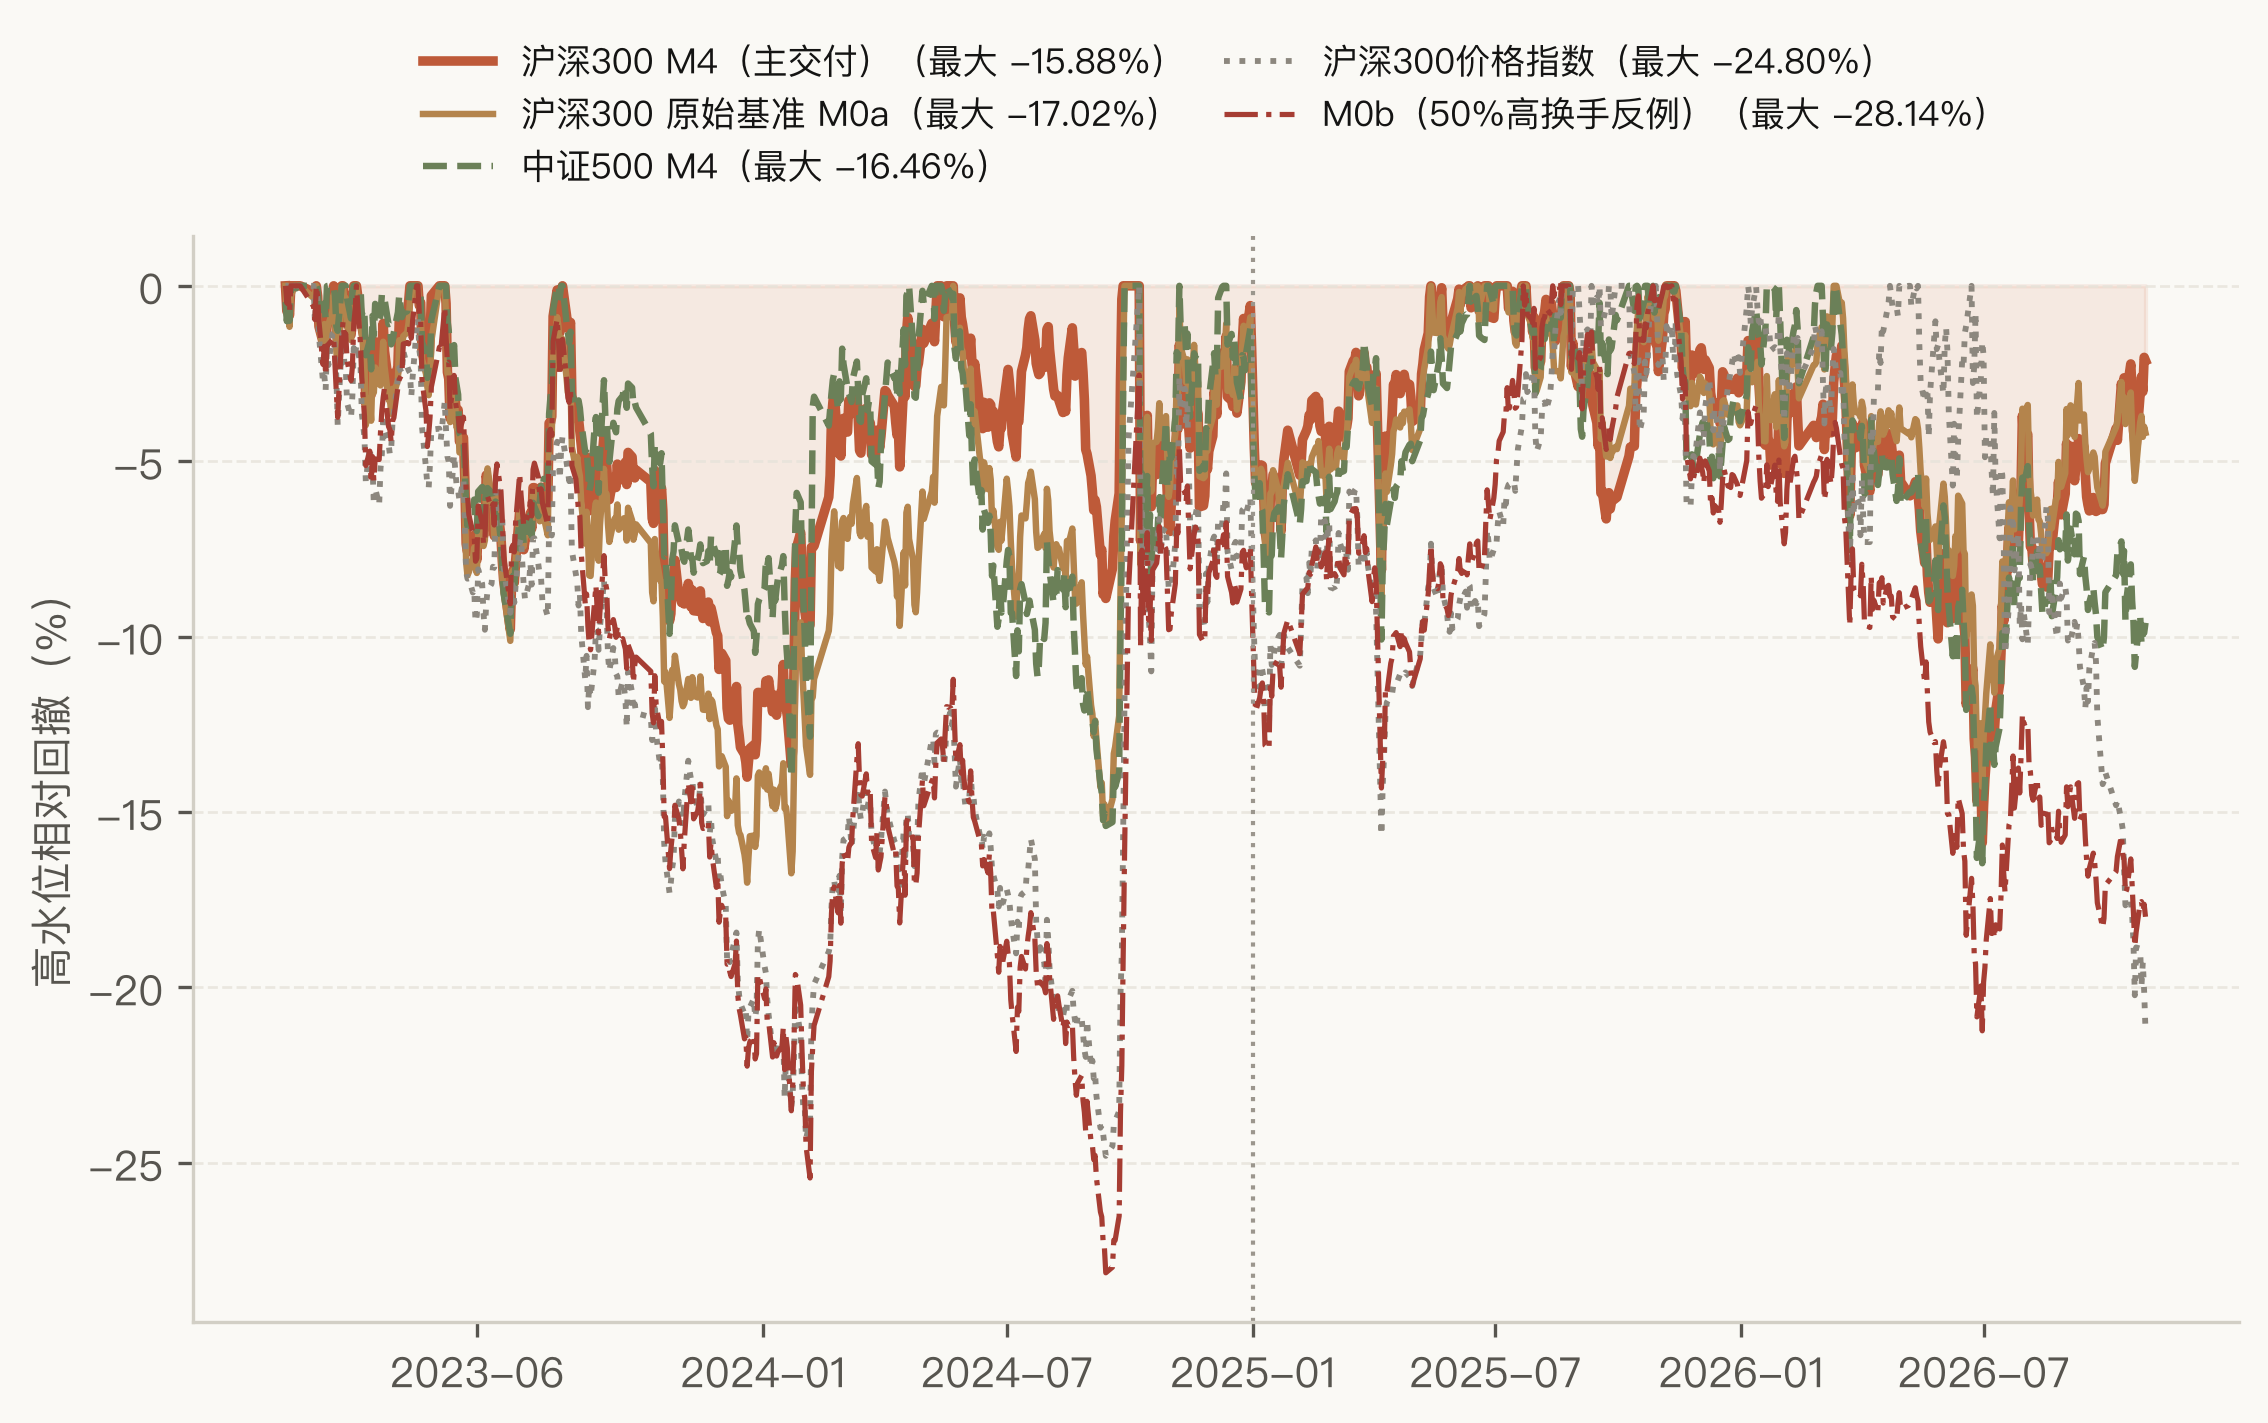 沪深300 M4（主交付）（最大 −15.88%）
沪深300 原始基准 M0a（最大 −17.02%）
中证500 M4（最大 −16.46%）
沪深300价格指数（最大 −24.80%）
M0b（50%高换手反例）（最大 −28.14%）
高水位相对回撤（%）
0
−5
−10
−15
−20
−25
2023−06
2024−01
2024−07
2025−01
2025−07
2026−01
2026−07